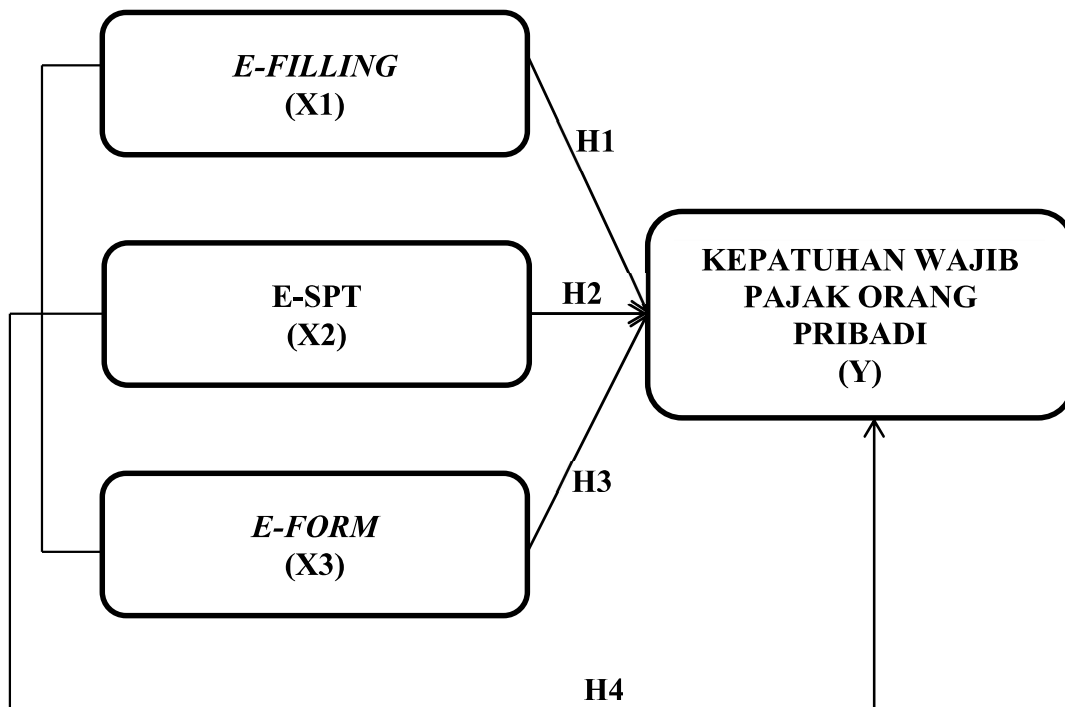 E-FILLING
(X1)
H1
E-SPT
(X2)
H2
KEPATUHAN WAJIB
PAJAK ORANG
PRIBADI
(Y)
E-FORM
(X3)
H3
H4